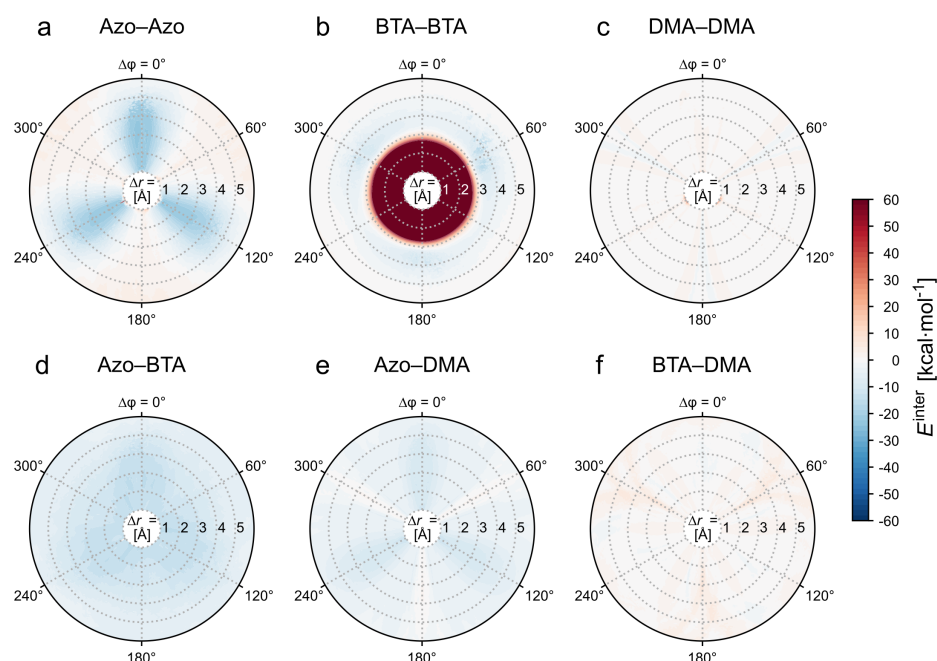 a Azo–Azo
b BTA–BTA
c DMA–DMA
Δφ = 0°
Δφ = 0°
Δφ = 0°
300° 60°
300° 60°
300° 60°
Δr = 1 2 3 4 5
[Å]
Δr = 1 2 3 4 5
[Å]
Δr = 1 2 3 4 5
[Å]
240° 120°
240° 120°
240° 120°
180°
180°
180°
d Azo–BTA
e Azo–DMA
f BTA–DMA
Δφ = 0°
Δφ = 0°
Δφ = 0°
300° 60°
300° 60°
300° 60°
Δr = 1 2 3 4 5
[Å]
Δr = 1 2 3 4 5
[Å]
Δr = 1 2 3 4 5
[Å]
240° 120°
240° 120°
240° 120°
180°
180°
180°
60
50
40
30
20
10
0
-10
-20
-30
-40
-50
-60
E^inter [kcal·mol⁻¹]